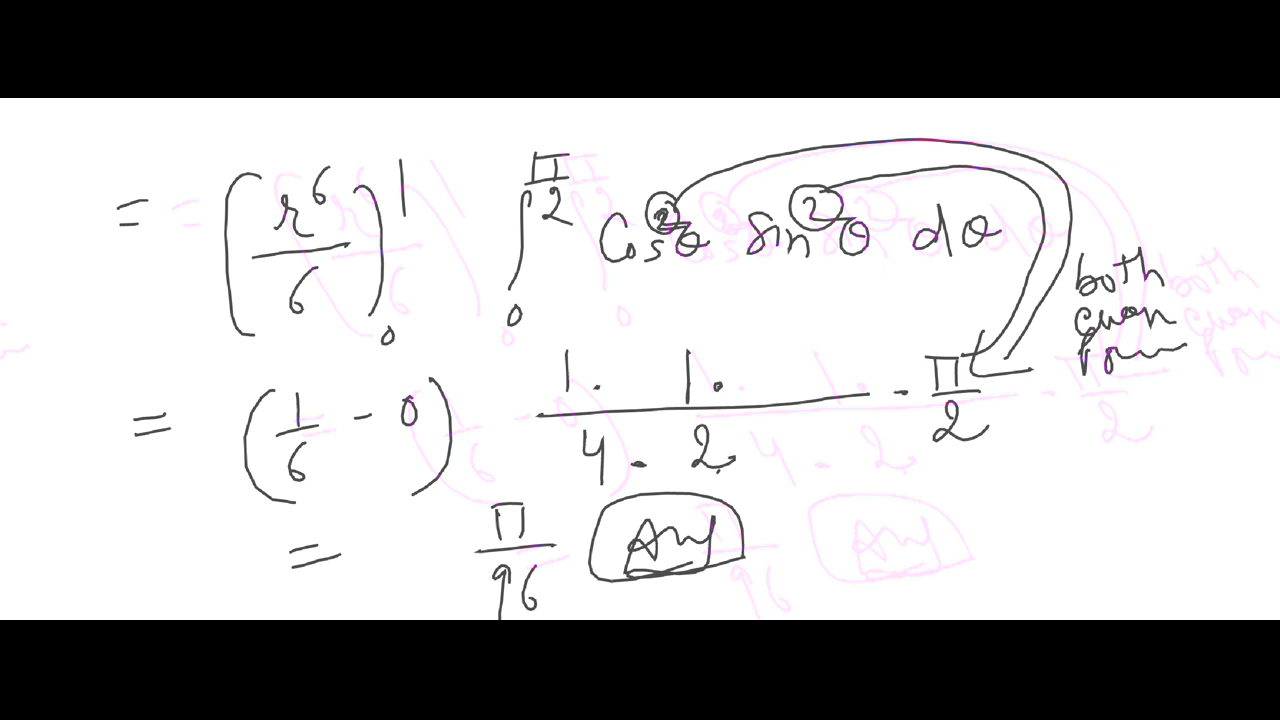 = (r⁶/6)₀¹ ∫₀^(π/2) Cos²θ Sin²θ dθ
both
power
= (1/6 - 0) (1. 1.)/(4 . 2.) . π/2
= π/96 Ans